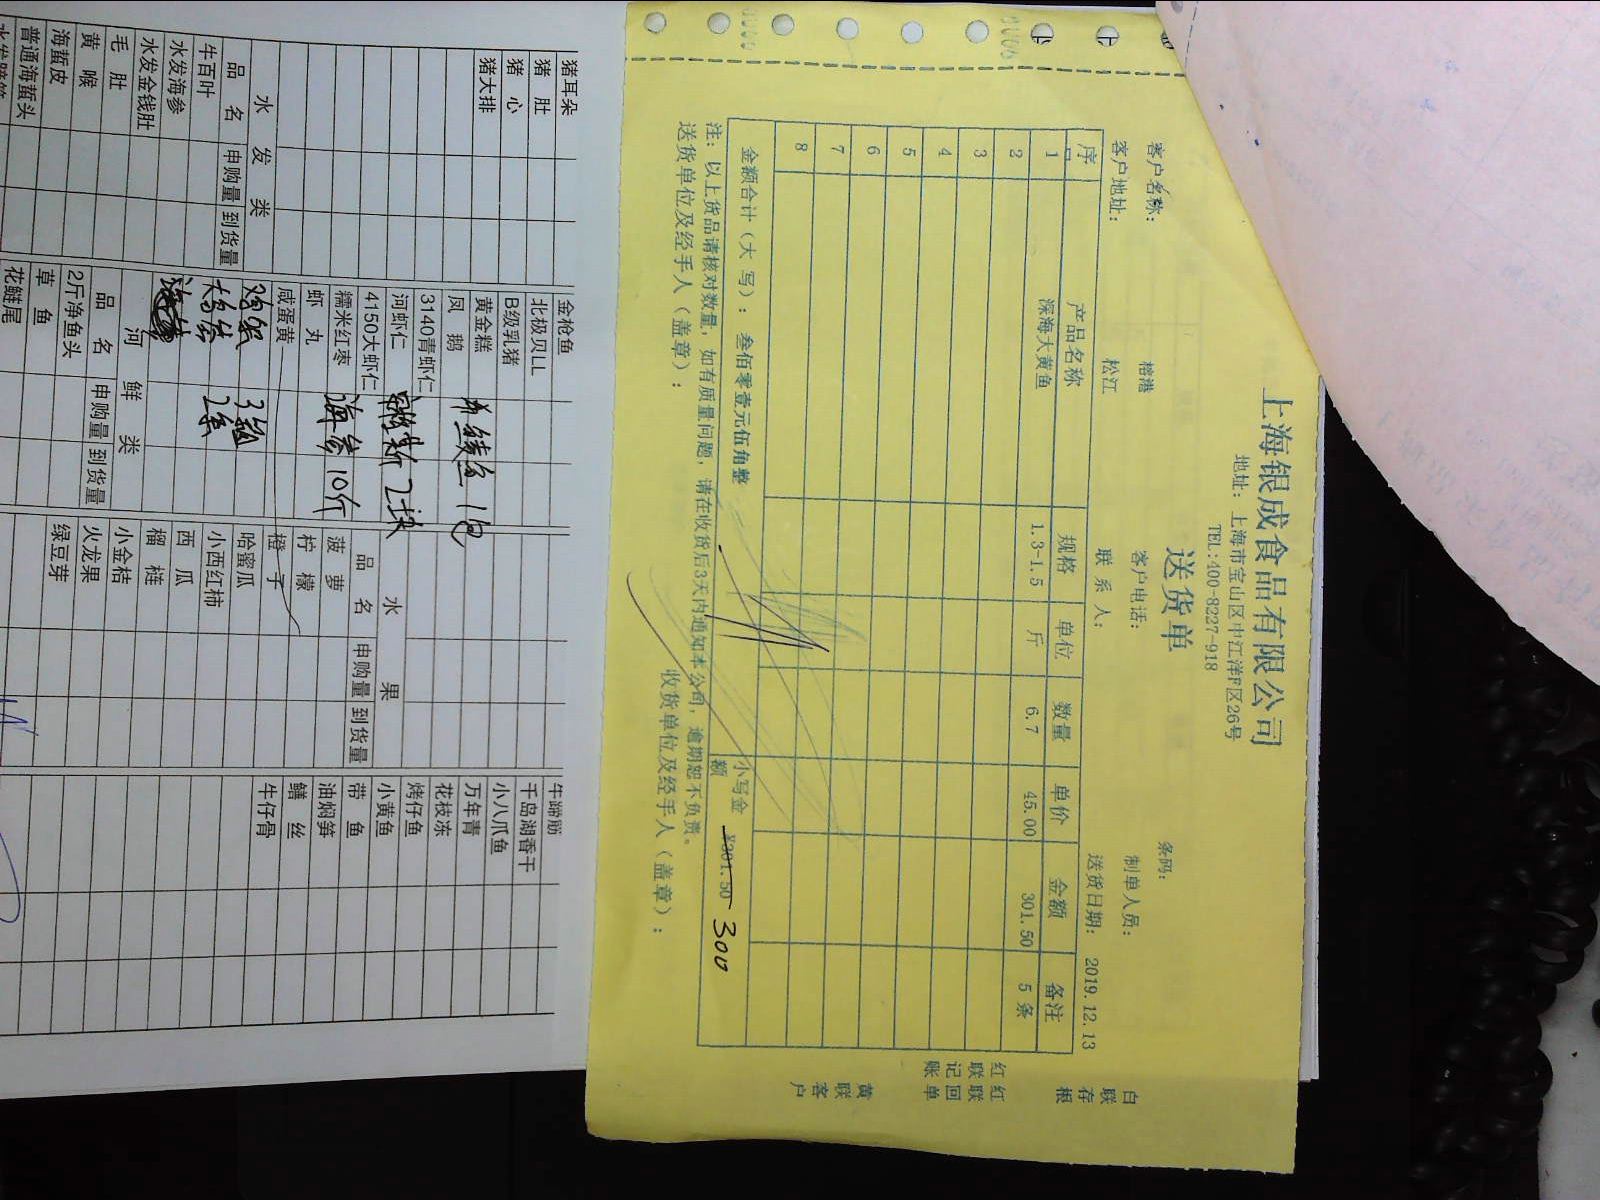 上海银成食品有限公司
地址：上海市宝山区中江洋F区26号
TEL:400-8227-918
送货单
条码：
客户名称： 榕港 客户电话： 制单人员：
客户地址： 松江 联系人： 送货日期： 2019.12.13
序 产品名称 规格 单位 数量 单价 金额 备注
1 深海大黄鱼 1.3-1.5 斤 6.7 45.00 301.50 5 条
2
3
4
5
6
7
8
金额合计（大 写）： 叁佰零壹元伍角整 小写金额 ¥301.50 300
注：以上货品请核对数量，如有质量问题，请在收货后3天内通知本公司，逾期恕不负责。
送货单位及经手人（盖章）： 收货单位及经手人（盖章）：
白联存根
红联记账
红联回单
黄联客户
猪耳朵
猪 肚
猪 心
猪大排
水 发 类
品 名 申购量 到货量
牛百叶
水发海参
水发金钱肚
毛 肚
黄 喉
海蜇皮
普通海蜇头
金枪鱼
北极贝LL
B级乳猪
黄金糕
凤 鹅
3140青虾仁
河虾仁
4150大虾仁
糯米红枣 海参 10个
虾 丸
咸蛋黄
河 鲜 类
品 名 申购量 到货量
2斤净鱼头
草 鱼
花鲢尾
水 果
品 名 申购量 到货量
菠 萝
柠 檬
橙 子
哈蜜瓜
小西红柿
西 瓜
榴 梿
小金桔
火龙果
绿豆芽
牛蹄筋
千岛湖香干
小八爪鱼
万年青
花枝冻
烤仔鱼
小黄鱼
带 鱼
油焖笋
鳝 丝
牛仔骨